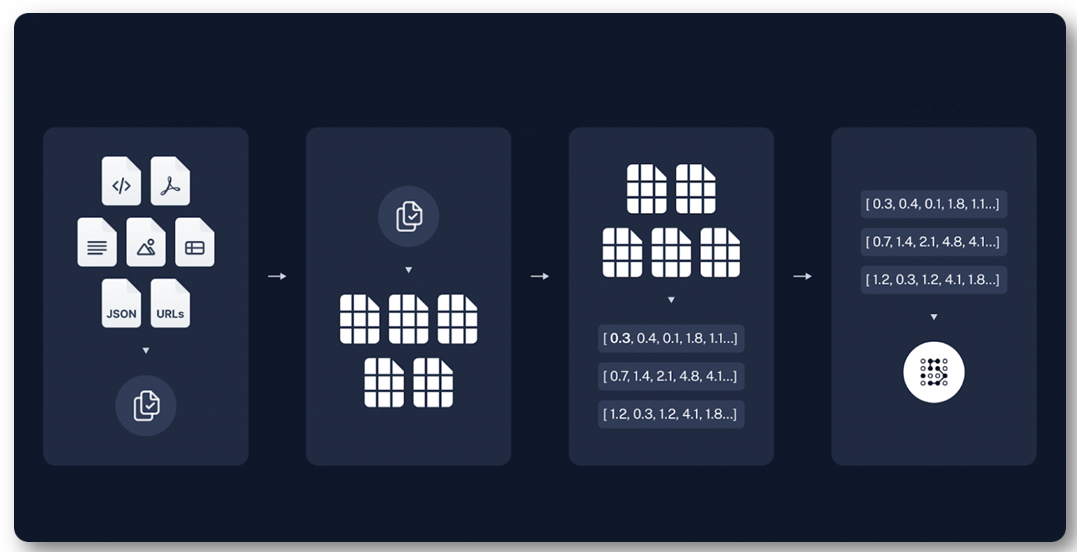 JSON
URLs
[ 0.3, 0.4, 0.1, 1.8, 1.1...]
[ 0.7, 1.4, 2.1, 4.8, 4.1...]
[ 1.2, 0.3, 1.2, 4.1, 1.8...]
[ 0.3, 0.4, 0.1, 1.8, 1.1...]
[ 0.7, 1.4, 2.1, 4.8, 4.1...]
[ 1.2, 0.3, 1.2, 4.1, 1.8...]